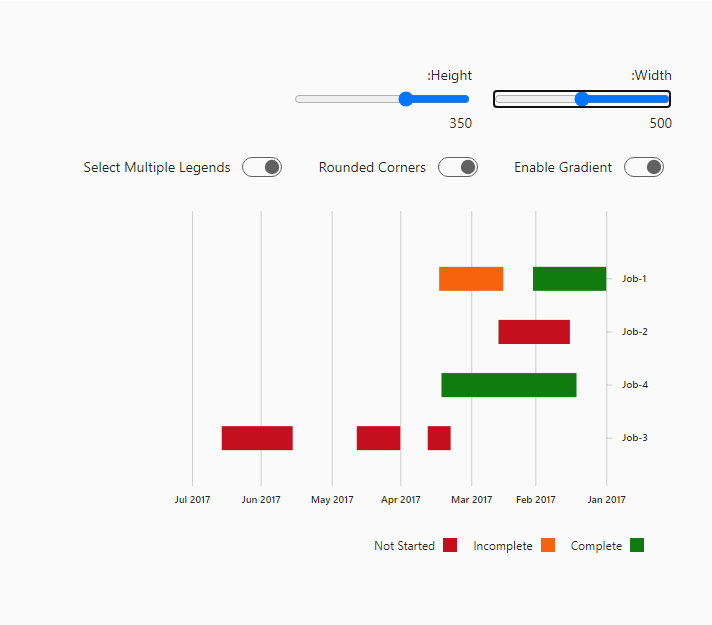 :Height
:Width
350
500
Select Multiple Legends
Rounded Corners
Enable Gradient
Job-1
Job-2
Job-4
Job-3
Jul 2017
Jun 2017
May 2017
Apr 2017
Mar 2017
Feb 2017
Jan 2017
Not Started
Incomplete
Complete